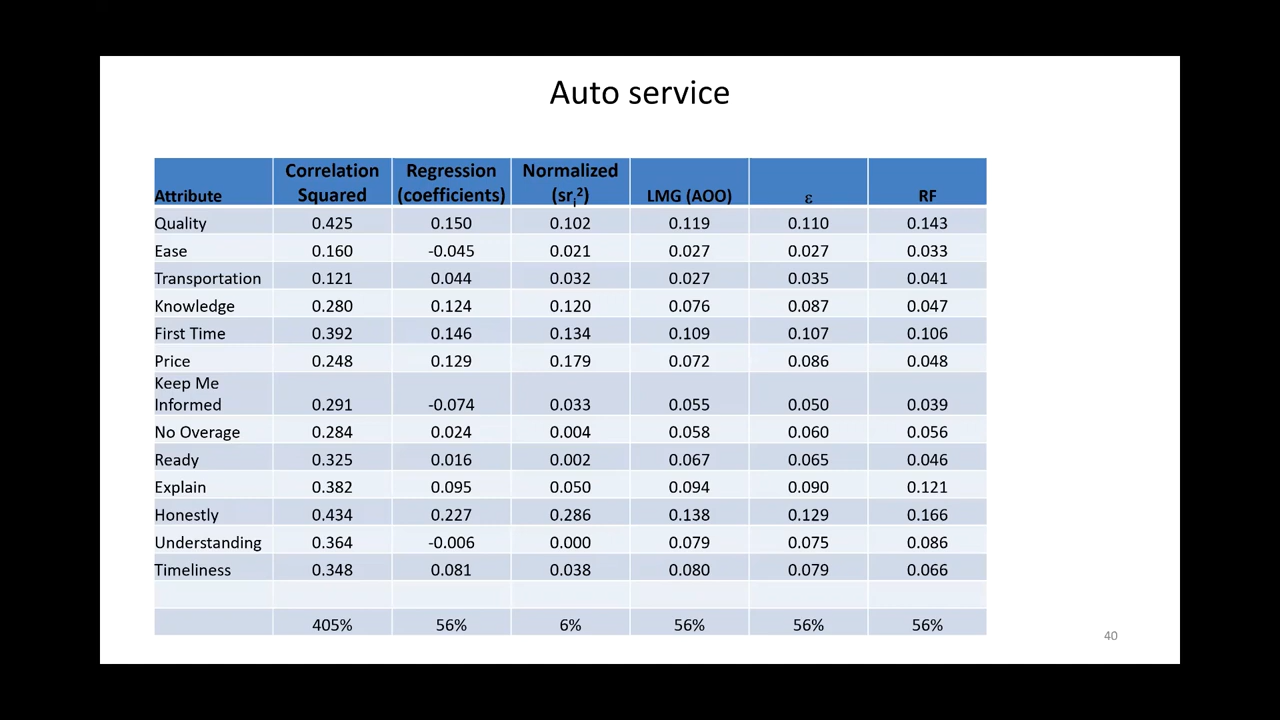 Auto service
Attribute Correlation Squared Regression (coefficients) Normalized (sri²) LMG (AOO) ε RF
Quality 0.425 0.150 0.102 0.119 0.110 0.143
Ease 0.160 -0.045 0.021 0.027 0.027 0.033
Transportation 0.121 0.044 0.032 0.027 0.035 0.041
Knowledge 0.280 0.124 0.120 0.076 0.087 0.047
First Time 0.392 0.146 0.134 0.109 0.107 0.106
Price 0.248 0.129 0.179 0.072 0.086 0.048
Keep Me
Informed 0.291 -0.074 0.033 0.055 0.050 0.039
No Overage 0.284 0.024 0.004 0.058 0.060 0.056
Ready 0.325 0.016 0.002 0.067 0.065 0.046
Explain 0.382 0.095 0.050 0.094 0.090 0.121
Honestly 0.434 0.227 0.286 0.138 0.129 0.166
Understanding 0.364 -0.006 0.000 0.079 0.075 0.086
Timeliness 0.348 0.081 0.038 0.080 0.079 0.066
405% 56% 6% 56% 56% 56%
40